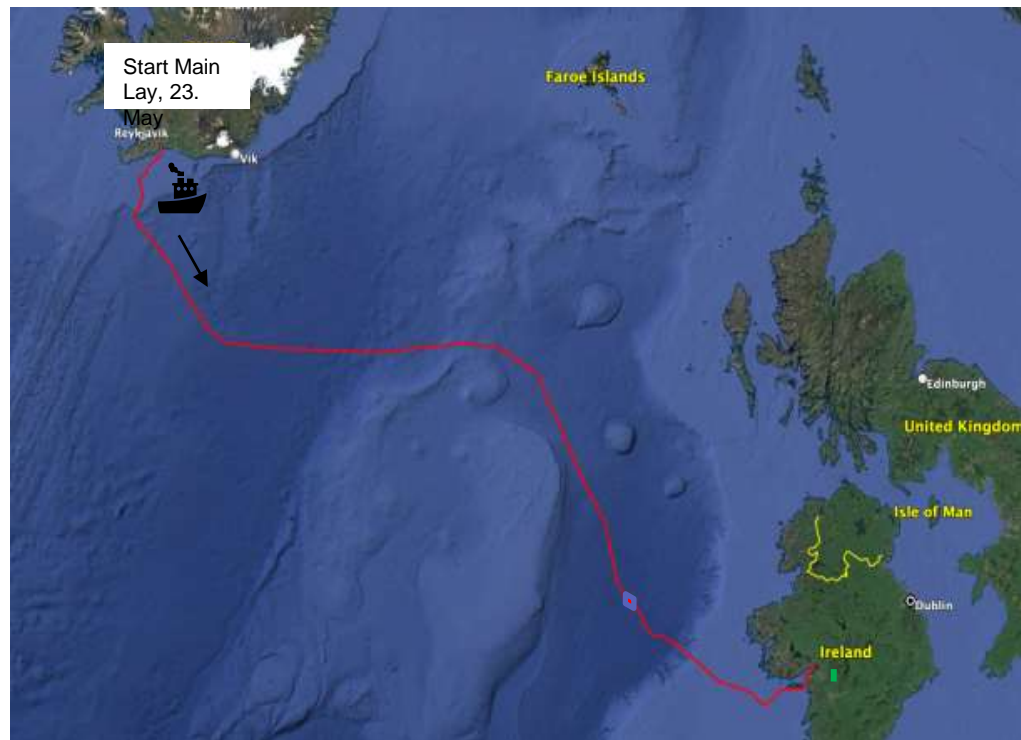 Start Main
Lay, 23.
May
Reykjavik
Vik
Faroe Islands
Edinburgh
United Kingdom
Isle of Man
Dublin
Ireland